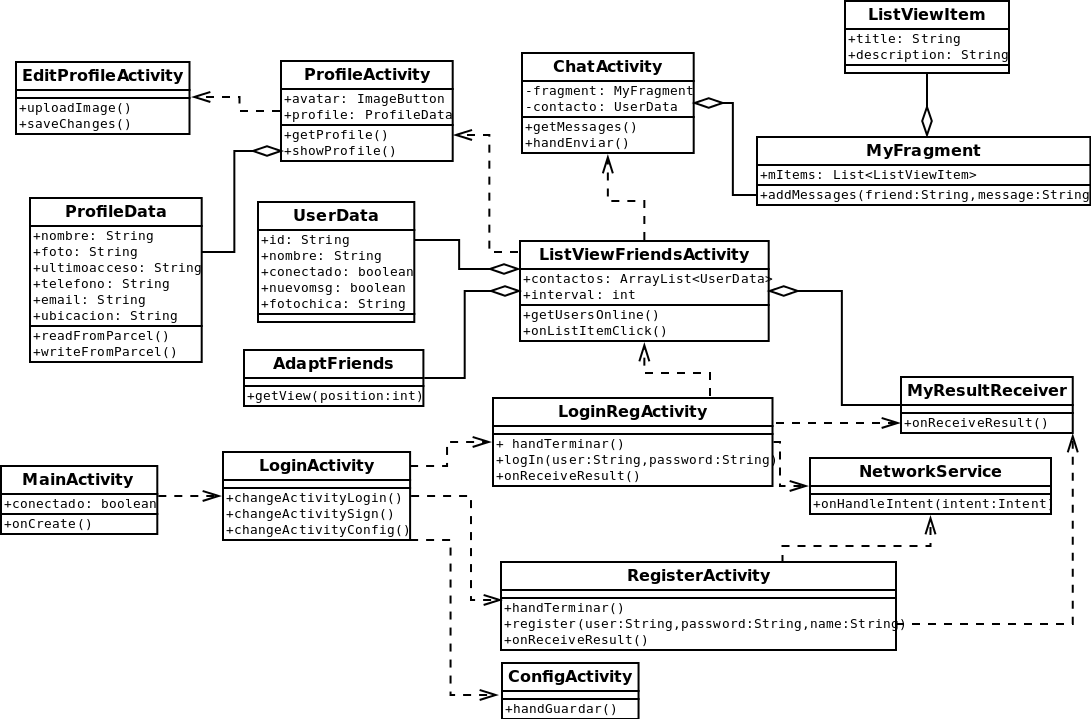 ListViewItem
+title: String
+description: String
EditProfileActivity
+uploadImage()
+saveChanges()
ProfileActivity
+avatar: ImageButton
+profile: ProfileData
+getProfile()
+showProfile()
ChatActivity
-fragment: MyFragment
-contacto: UserData
+getMessages()
+handEnviar()
MyFragment
+mItems: List<ListViewItem>
+addMessages(friend:String,message:String
ProfileData
+nombre: String
+foto: String
+ultimoacceso: String
+telefono: String
+email: String
+ubicacion: String
+readFromParcel()
+writeFromParcel()
UserData
+id: String
+nombre: String
+conectado: boolean
+nuevomsg: boolean
+fotochica: String
ListViewFriendsActivity
+contactos: ArrayList<UserData>
+interval: int
+getUsersOnline()
+onListItemClick()
AdaptFriends
+getView(position:int)
MyResultReceiver
+onReceiveResult()
LoginRegActivity
+ handTerminar()
+logIn(user:String,password:String)
+onReceiveResult()
NetworkService
+onHandleIntent(intent:Intent)
MainActivity
+conectado: boolean
+onCreate()
LoginActivity
+changeActivityLogin()
+changeActivitySign()
+changeActivityConfig()
RegisterActivity
+handTerminar()
+register(user:String,password:String,name:String)
+onReceiveResult()
ConfigActivity
+handGuardar()